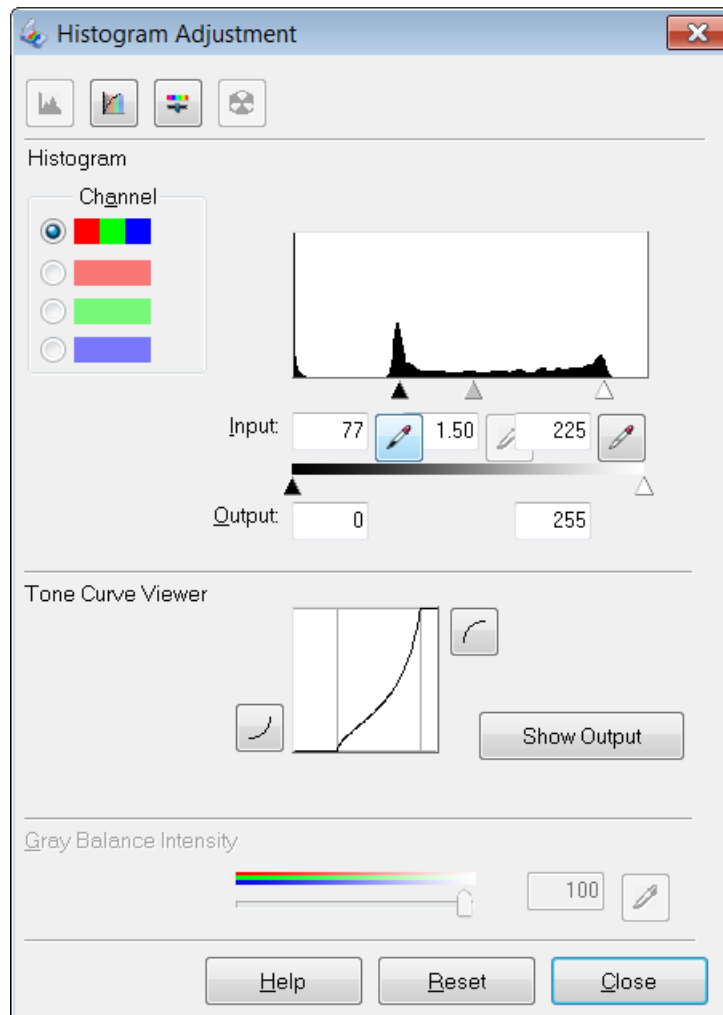 Histogram Adjustment
Histogram
Channel
Input: 77 1.50 225
Output: 0 255
Tone Curve Viewer
Show Output
Gray Balance Intensity
100
Help Reset Close